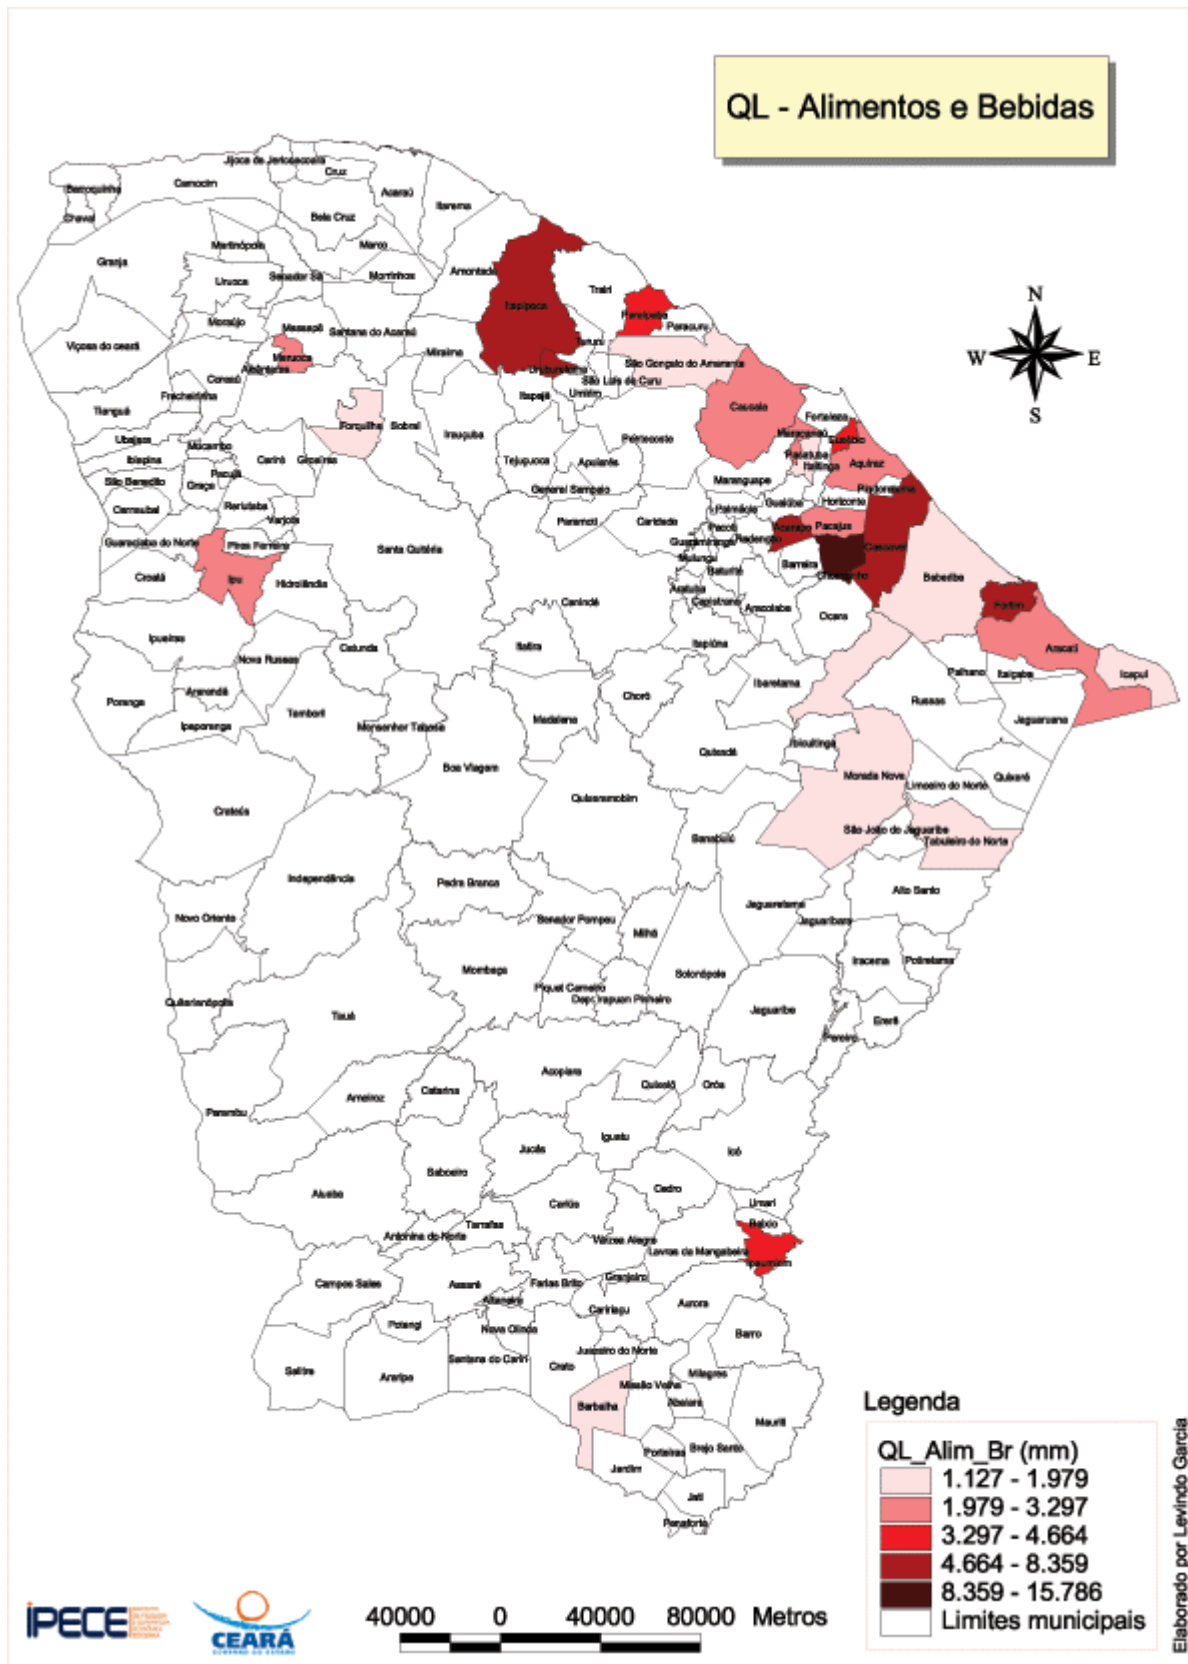 QL - Alimentos e Bebidas
Jijoca de Jericoacoara
Cruz
Barroquinha
Camocim
Acaraú
Itarema
Chaval
Bela Cruz
Martinópole
Marco
Granja
Uruoca
Senador Sá
Morrinhos
Amontada
Trairi
Itapipoca
Paraipaba
Paracuru
Moraújo
Massapê
Santana do Acaraú
Viçosa do ceará
Meruoca
Alcântaras
Miraíma
Tururu
Uruburetama
São Gonçalo do Amarante
São Luis do Curu
Coreaú
Frecheirinha
Itapajé
Umirim
Caucaia
Fortaleza
Tianguá
Forquilha
Sobral
Irauçuba
Pentecoste
Maracanaú
Eusébio
Ubajara
Mucambo
Ibiapina
Cariré
Groaíras
Tejuçuoca
Apuiarés
Pacatuba
Itaitinga
Aquiraz
São Benedito
Pacujá
Graça
General Sampaio
Maranguape
Pindoretama
Carnaubal
Reriutaba
Varjota
Paramoti
Caridade
Palmácia
Guaiúba
Horizonte
Guaraciaba do Norte
Pires Ferreira
Santa Quitéria
Pacoti
Redenção
Acarape
Pacajus
Cascavel
Guaramiranga
Mulungu
Croatá
Ipu
Hidrolândia
Baturité
Barreira
Chorozinho
Beberibe
Aratuba
Capistrano
Canindé
Aracoiaba
Ocara
Fortim
Ipueiras
Catunda
Itatira
Itapiúna
Aracati
Nova Russas
Palhano
Itaiçaba
Icapuí
Poranga
Ararendá
Tamboril
Choró
Ibaretama
Russas
Ipaporanga
Monsenhor Tabosa
Madalena
Jaguaruana
Quixadá
Ibicuitinga
Boa Viagem
Morada Nova
Limoeiro do Norte
Quixeré
Crateús
Quixeramobim
São João do Jaguaribe
Tabuleiro do Norte
Banabuiú
Independência
Pedra Branca
Alto Santo
Novo Oriente
Senador Pompeu
Milhã
Jaguaretama
Jaguaribara
Mombaça
Solonópole
Iracema
Potiretama
Piquet Carneiro
Dep. Irapuan Pinheiro
Quiterianópolis
Tauá
Jaguaribe
Ereré
Pereiro
Acopiara
Quixelô
Orós
Parambu
Arneiroz
Catarina
Iguatu
Jucás
Icó
Saboeiro
Aiuaba
Cedro
Cariús
Umari
Antonina do Norte
Tarrafas
Baixio
Várzea Alegre
Lavras da Mangabeira
Ipaumirim
Campos Sales
Assaré
Farias Brito
Granjeiro
Altaneira
Caririaçu
Aurora
Potengi
Nova Olinda
Barro
Salitre
Araripe
Santana do Cariri
Crato
Juazeiro do Norte
Milagres
Missão Velha
Abaiara
Barbalha
Mauriti
Porteiras
Brejo Santo
Jardim
Jati
Penaforte
N
W
E
S
Legenda
QL_Alim_Br (mm)
1.127 - 1.979
1.979 - 3.297
3.297 - 4.664
4.664 - 8.359
8.359 - 15.786
Limites municipais
40000 0 40000 80000 Metros
IPECE
CEARÁ
GOVERNO DO ESTADO
Elaborado por Levindo Garcia